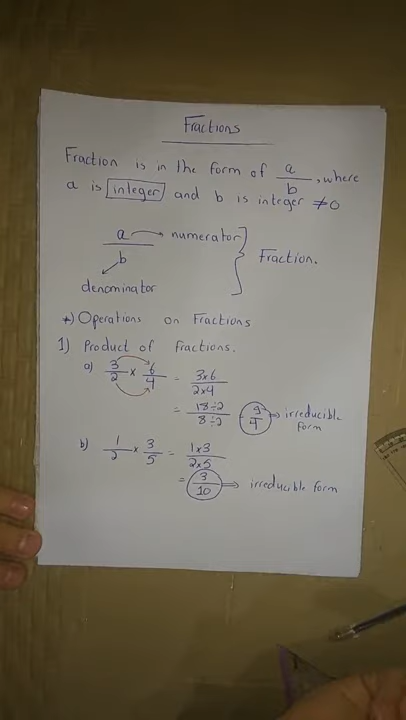 Fractions
Fraction is in the form of a/b, where
a is integer and b is integer ≠0
a → numerator
b
Fraction.
denominator
*) Operations on Fractions
1) Product of fractions.
a) 3/2 × 6/4 = 3×6/2×4
= 18÷2/8÷2 = 9/4 ⇒ irreducible
form
b) 1/2 × 3/5 = 1×3/2×5
= 3/10 ⇒ irreducible form